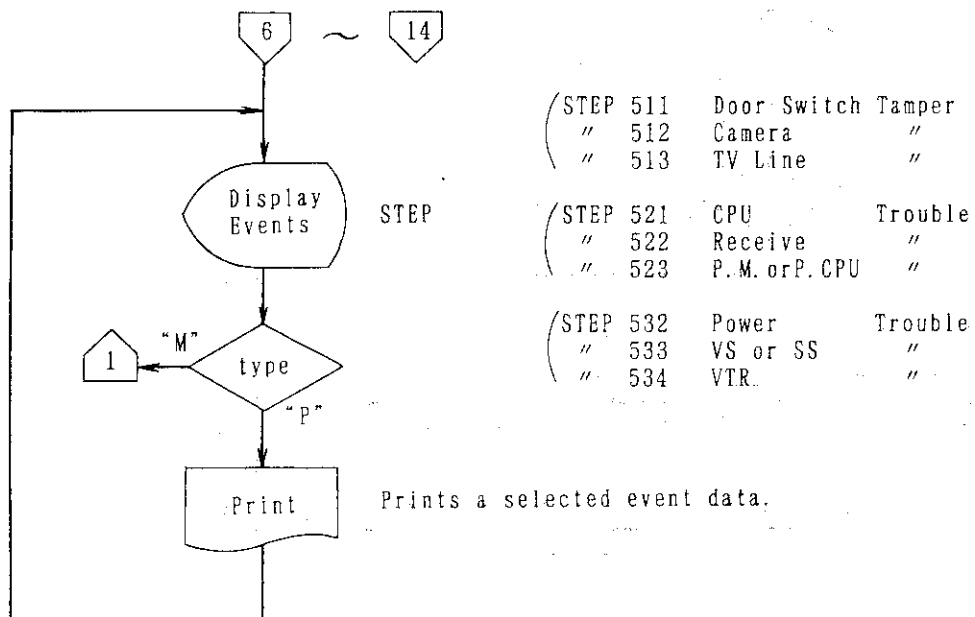 6 ~ 14
STEP 511 Door Switch Tamper
〃 512 Camera 〃
〃 513 TV Line 〃
Display
Events
STEP
STEP 521 CPU Trouble
〃 522 Receive 〃
〃 523 P.M.orP.CPU 〃
STEP 532 Power Trouble
〃 533 VS or SS 〃
〃 534 VTR 〃
1
"M"
type
"P"
Print
Prints a selected event data.